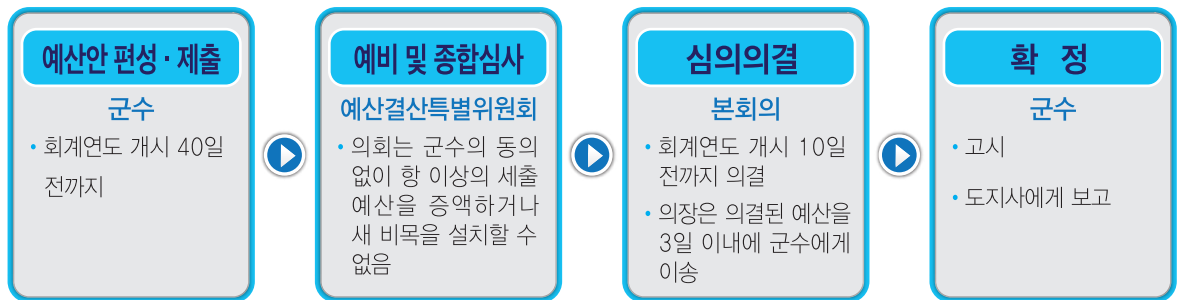 예산안 편성·제출
군수
• 회계연도 개시 40일
전까지
예비 및 종합심사
예산결산특별위원회
• 의회는 군수의 동의
없이 항 이상의 세출
예산을 증액하거나
새 비목을 설치할 수
없음
심의의결
본회의
• 회계연도 개시 10일
전까지 의결
• 의장은 의결된 예산을
3일 이내에 군수에게
이송
확 정
군수
• 고시
• 도지사에게 보고